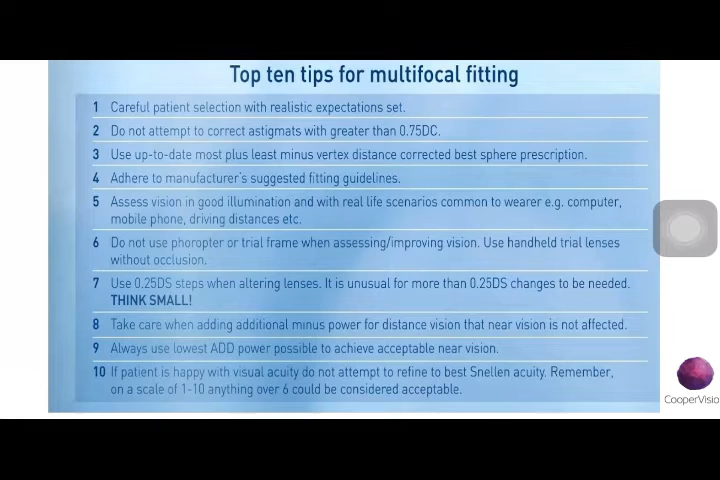 Top ten tips for multifocal fitting
1 Careful patient selection with realistic expectations set.
2 Do not attempt to correct astigmats with greater than 0.75DC.
3 Use up-to-date most plus least minus vertex distance corrected best sphere prescription.
4 Adhere to manufacturer's suggested fitting guidelines.
5 Assess vision in good illumination and with real life scenarios common to wearer e.g. computer,
mobile phone, driving distances etc.
6 Do not use phoropter or trial frame when assessing/improving vision. Use handheld trial lenses
without occlusion.
7 Use 0.25DS steps when altering lenses. It is unusual for more than 0.25DS changes to be needed.
THINK SMALL!
8 Take care when adding additional minus power for distance vision that near vision is not affected.
9 Always use lowest ADD power possible to achieve acceptable near vision.
10 If patient is happy with visual acuity do not attempt to refine to best Snellen acuity. Remember,
on a scale of 1-10 anything over 6 could be considered acceptable.
CooperVisio